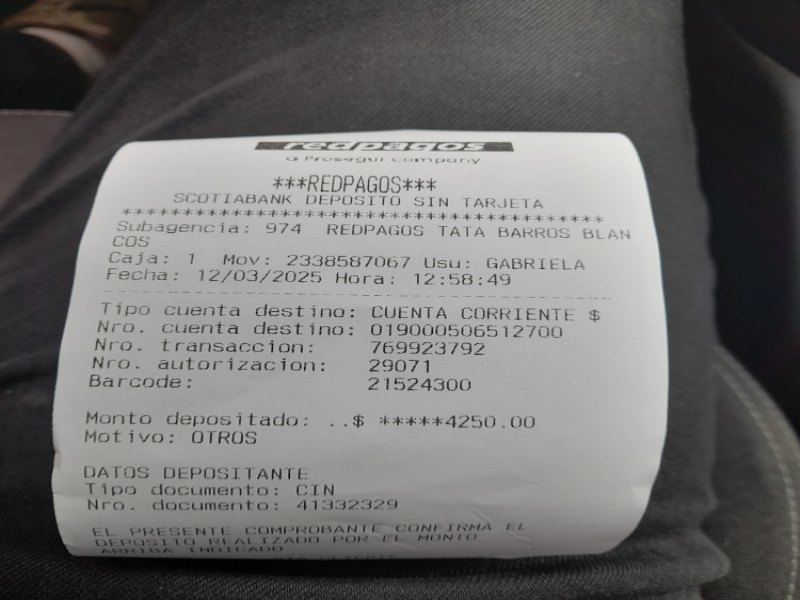 redpagos
a Prosegur company
***REDPAGOS***
SCOTIABANK DEPOSITO SIN TARJETA
*****************************************
Subagencia: 974 REDPAGOS TATA BARROS BLAN
COS
Caja: 1 Mov: 2338587067 Usu: GABRIELA
Fecha: 12/03/2025 Hora: 12:58:49
Tipo cuenta destino: CUENTA CORRIENTE $
Nro. cuenta destino: 019000506512700
Nro. transaccion: 769923792
Nro. autorizacion: 29071
Barcode: 21524300
Monto depositado: ..$ *****4250.00
Motivo: OTROS
DATOS DEPOSITANTE
Tipo documento: CIN
Nro. documento: 41332329
EL PRESENTE COMPROBANTE CONFIRMA EL
DEPOSITO REALIZADO POR EL MONTO
ARRIBA INDICADO